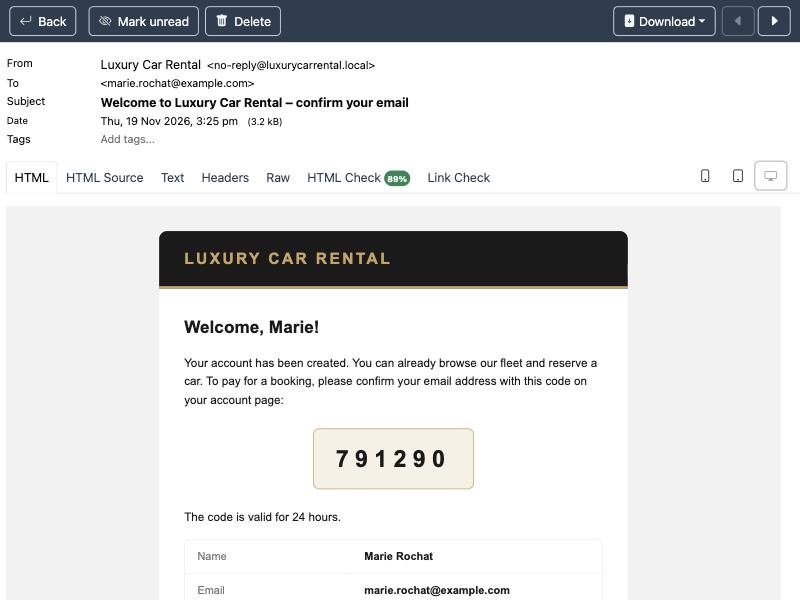 Back Mark unread Delete Download
From Luxury Car Rental <no-reply@luxurycarrental.local>
To <marie.rochat@example.com>
Subject Welcome to Luxury Car Rental – confirm your email
Date Thu, 19 Nov 2026, 3:25 pm (3.2 kB)
Tags Add tags...
HTML HTML Source Text Headers Raw HTML Check 89% Link Check
LUXURY CAR RENTAL
Welcome, Marie!
Your account has been created. You can already browse our fleet and reserve a
car. To pay for a booking, please confirm your email address with this code on
your account page:
791290
The code is valid for 24 hours.
Name Marie Rochat
Email marie.rochat@example.com